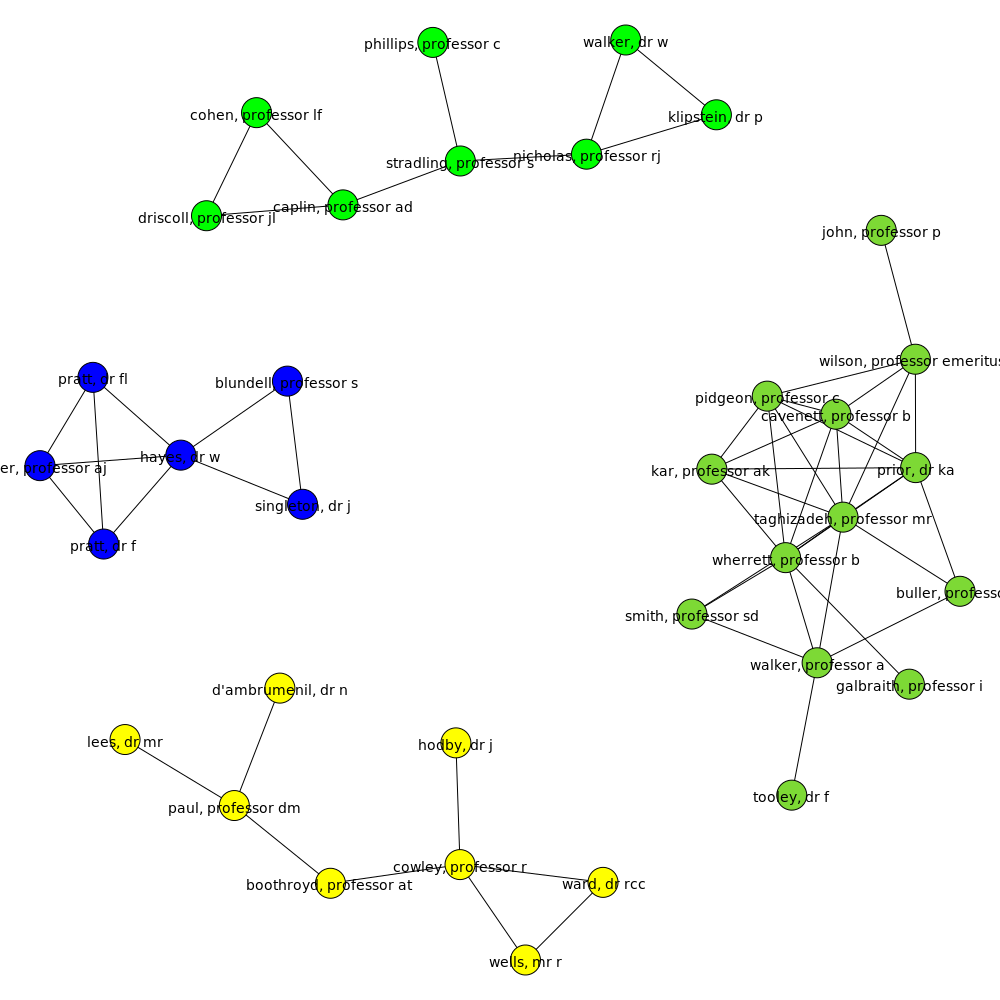 phillips, professor c
walker, dr w
cohen, professor lf
klipstein, dr p
stradling, professor s
nicholas, professor rj
driscoll, professor jl
caplin, professor ad
john, professor p
wilson, professor emeritus
pratt, dr fl
blundell, professor s
pidgeon, professor c
cavenett, professor b
hayes, dr w
er, professor aj
kar, professor ak
prior, dr ka
singleton, dr j
taghizadeh, professor mr
pratt, dr f
wherrett, professor b
buller, professo
smith, professor sd
walker, professor a
galbraith, professor i
d'ambrumenil, dr n
lees, dr mr
hodby, dr j
tooley, dr f
paul, professor dm
cowley, professor r
boothroyd, professor at
ward, dr rcc
wells, mr r